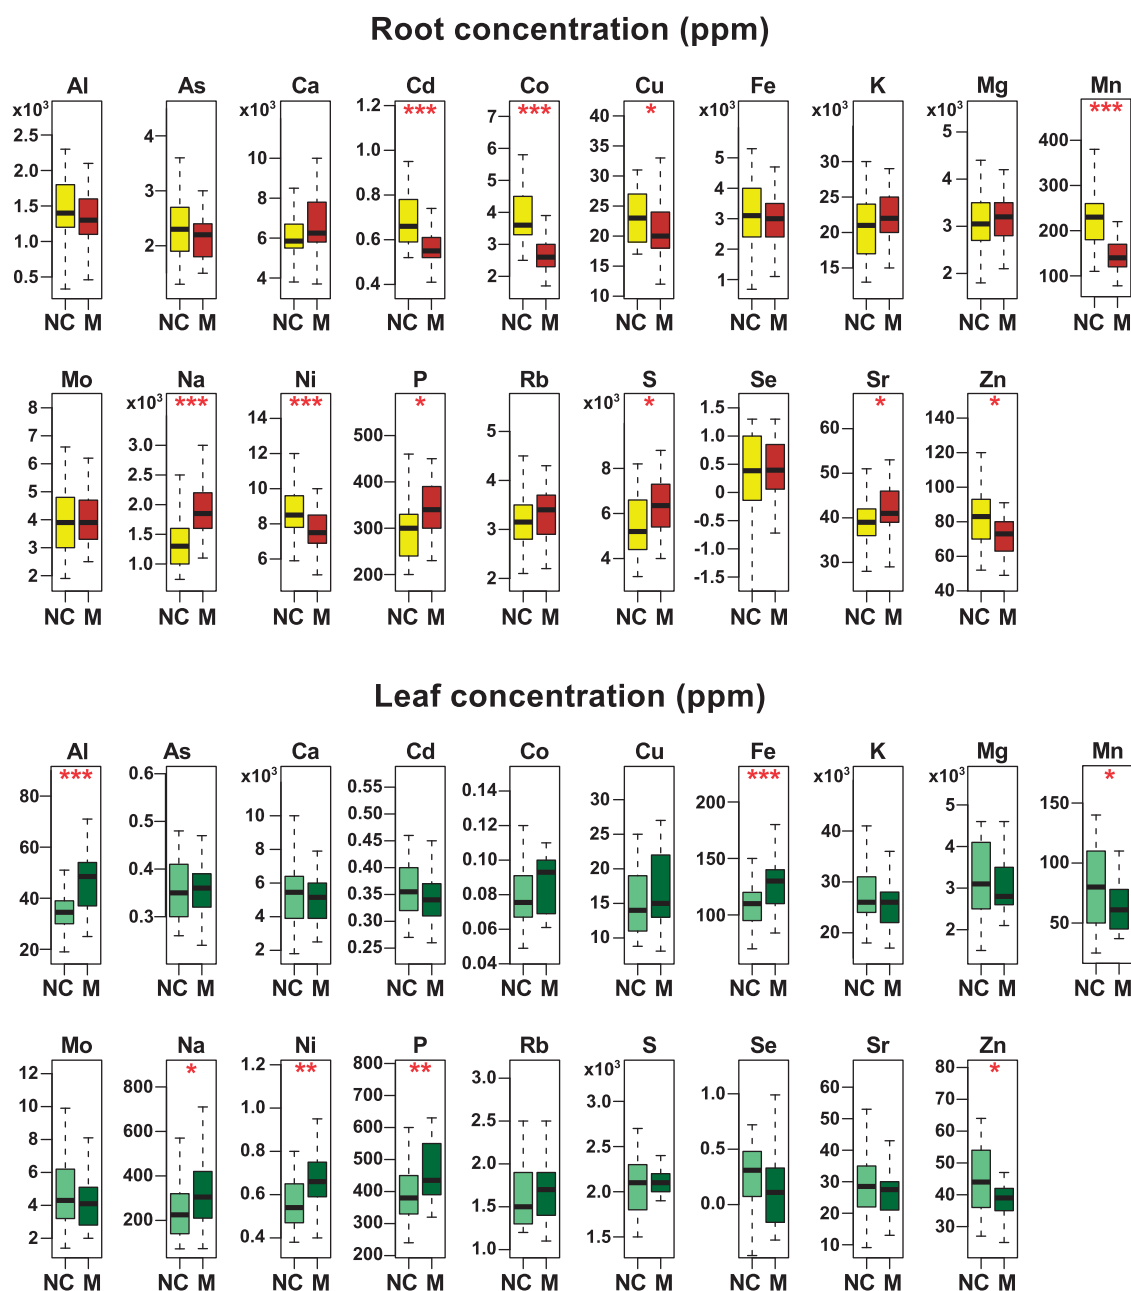 Root concentration (ppm)
Al As Ca Cd Co Cu Fe K Mg Mn
x10³ 2.5 2.0 1.5 1.0 0.5 NC M
4 3 2 NC M
x10³ 10 8 6 4 NC M
*** 1.2 1.0 0.8 0.6 0.4 NC M
*** 7 6 5 4 3 2 NC M
* 40 35 30 25 20 15 10 NC M
x10³ 6 5 4 3 2 1 NC M
x10³ 30 25 20 15 NC M
x10³ 5 4 3 2 NC M
*** 400 300 200 100 NC M
Mo Na Ni P Rb S Se Sr Zn
8 7 6 5 4 3 2 NC M
x10³ *** 3.0 2.5 2.0 1.5 1.0 NC M
*** 14 12 10 8 6 NC M
* 500 400 300 200 NC M
5 4 3 2 NC M
x10³ * 8 6 4 NC M
1.5 1.0 0.5 0 -0.5 -1.0 -1.5 NC M
* 60 50 40 30 NC M
* 140 120 100 80 60 40 NC M
Leaf concentration (ppm)
Al As Ca Cd Co Cu Fe K Mg Mn
*** 80 60 40 20 NC M
0.6 0.5 0.4 0.3 NC M
x10³ 10 8 6 4 2 NC M
0.55 0.50 0.45 0.40 0.35 0.30 0.25 NC M
0.14 0.12 0.10 0.08 0.06 0.04 NC M
30 25 20 15 10 NC M
*** 200 150 100 NC M
x10³ 40 30 20 NC M
x10³ 5 4 3 2 NC M
* 150 100 50 NC M
Mo Na Ni P Rb S Se Sr Zn
12 10 8 6 4 2 NC M
* 800 600 400 200 NC M
** 1.2 1.0 0.8 0.6 0.4 NC M
** 800 700 600 500 400 300 200 NC M
3.0 2.5 2.0 1.5 1.0 NC M
x10³ 3.0 2.5 2.0 1.5 NC M
1.0 0.5 0.0 NC M
60 50 40 30 20 10 NC M
* 80 70 60 50 40 30 NC M